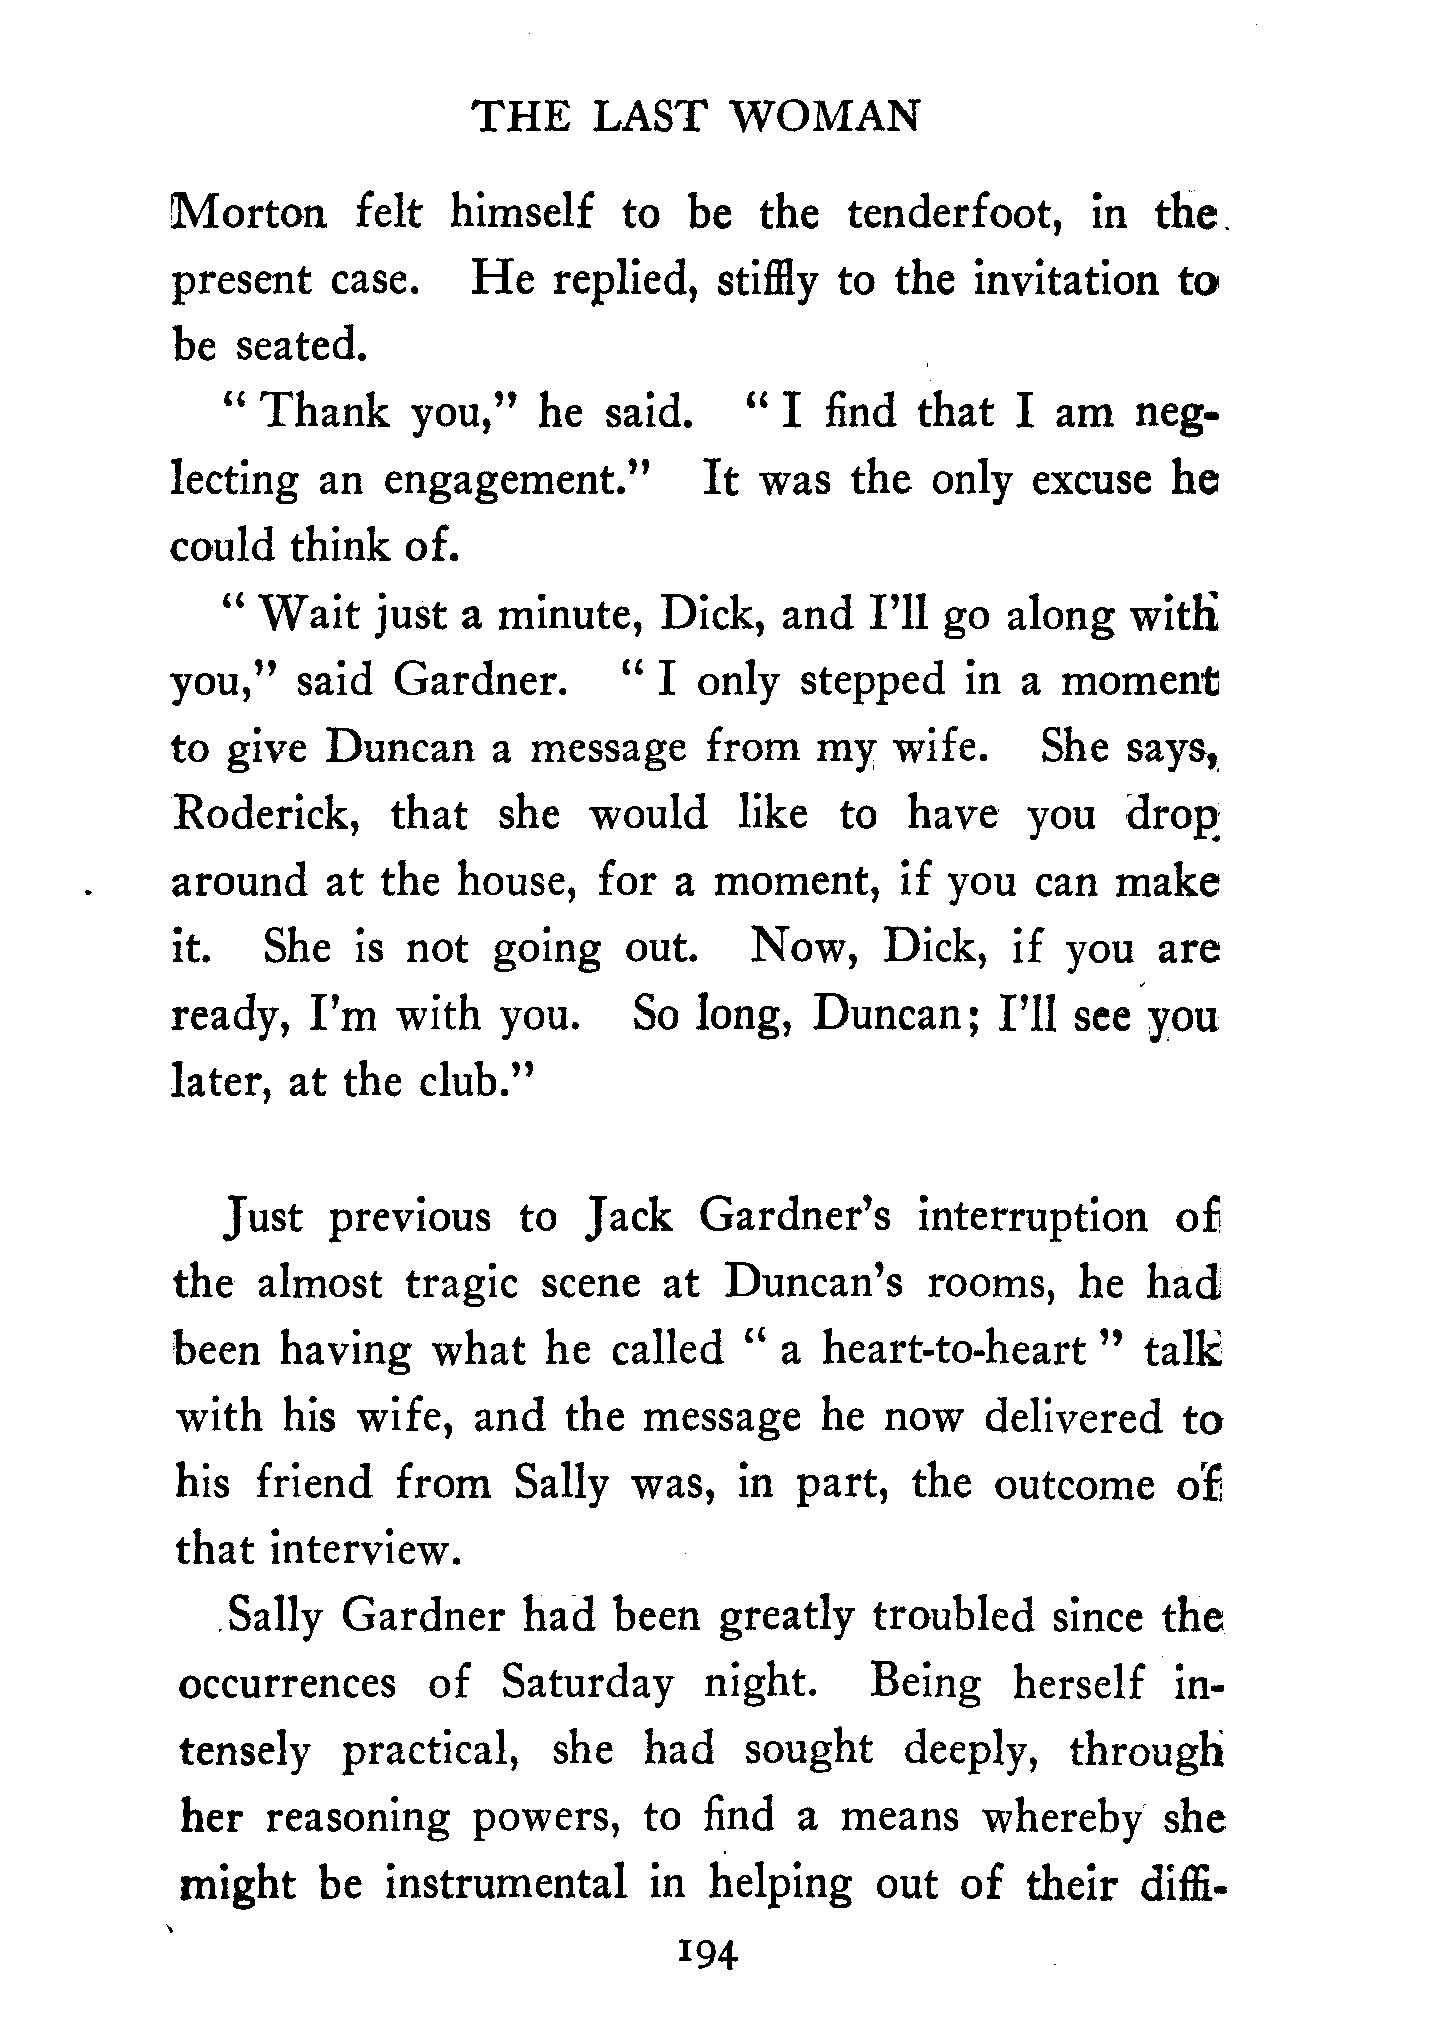 THE LAST WOMAN
Morton felt himself to be the tenderfoot, in the
present case. He replied, stiffly to the invitation to
be seated.
“ Thank you,” he said. “ I find that I am neg-
lecting an engagement.” It was the only excuse he
could think of.
“ Wait just a minute, Dick, and I’ll go along with
you,” said Gardner. “ I only stepped in a moment
to give Duncan a message from my wife. She says,
Roderick, that she would like to have you drop
around at the house, for a moment, if you can make
it. She is not going out. Now, Dick, if you are
ready, I’m with you. So long, Duncan; I’ll see you
later, at the club.”
Just previous to Jack Gardner’s interruption of
the almost tragic scene at Duncan’s rooms, he had
been having what he called “ a heart-to-heart ” talk
with his wife, and the message he now delivered to
his friend from Sally was, in part, the outcome of
that interview.
Sally Gardner had been greatly troubled since the
occurrences of Saturday night. Being herself in-
tensely practical, she had sought deeply, through
her reasoning powers, to find a means whereby she
might be instrumental in helping out of their diffi-
194